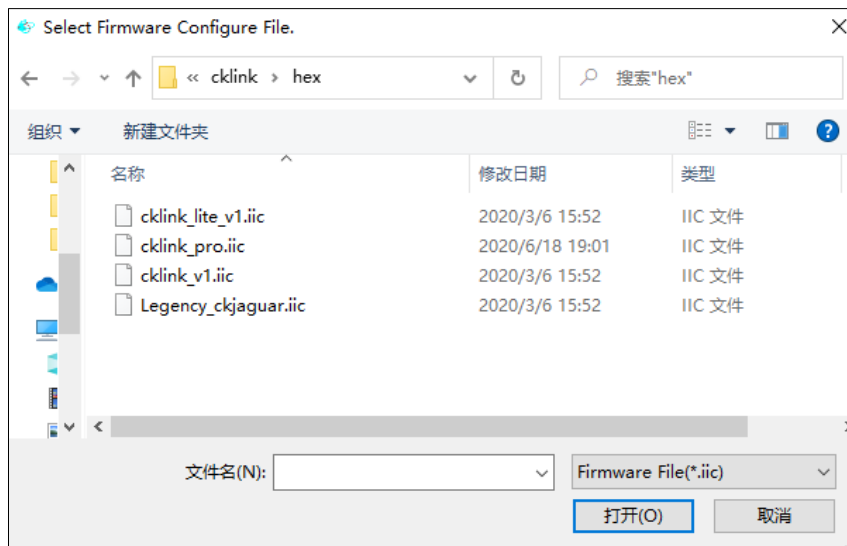 Select Firmware Configure File.
« cklink › hex
搜索"hex"
组织 新建文件夹
名称 修改日期 类型
cklink_lite_v1.iic 2020/3/6 15:52 IIC 文件
cklink_pro.iic 2020/6/18 19:01 IIC 文件
cklink_v1.iic 2020/3/6 15:52 IIC 文件
Legency_ckjaguar.iic 2020/3/6 15:52 IIC 文件
文件名(N): Firmware File(*.iic)
打开(O) 取消